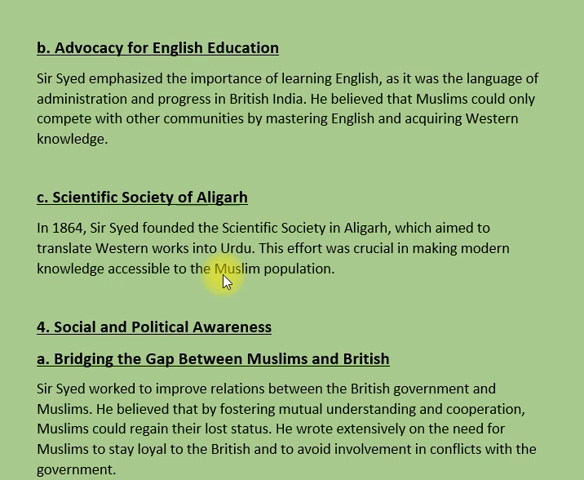 b. Advocacy for English Education
Sir Syed emphasized the importance of learning English, as it was the language of
administration and progress in British India. He believed that Muslims could only
compete with other communities by mastering English and acquiring Western
knowledge.
c. Scientific Society of Aligarh
In 1864, Sir Syed founded the Scientific Society in Aligarh, which aimed to
translate Western works into Urdu. This effort was crucial in making modern
knowledge accessible to the Muslim population.
4. Social and Political Awareness
a. Bridging the Gap Between Muslims and British
Sir Syed worked to improve relations between the British government and
Muslims. He believed that by fostering mutual understanding and cooperation,
Muslims could regain their lost status. He wrote extensively on the need for
Muslims to stay loyal to the British and to avoid involvement in conflicts with the
government.